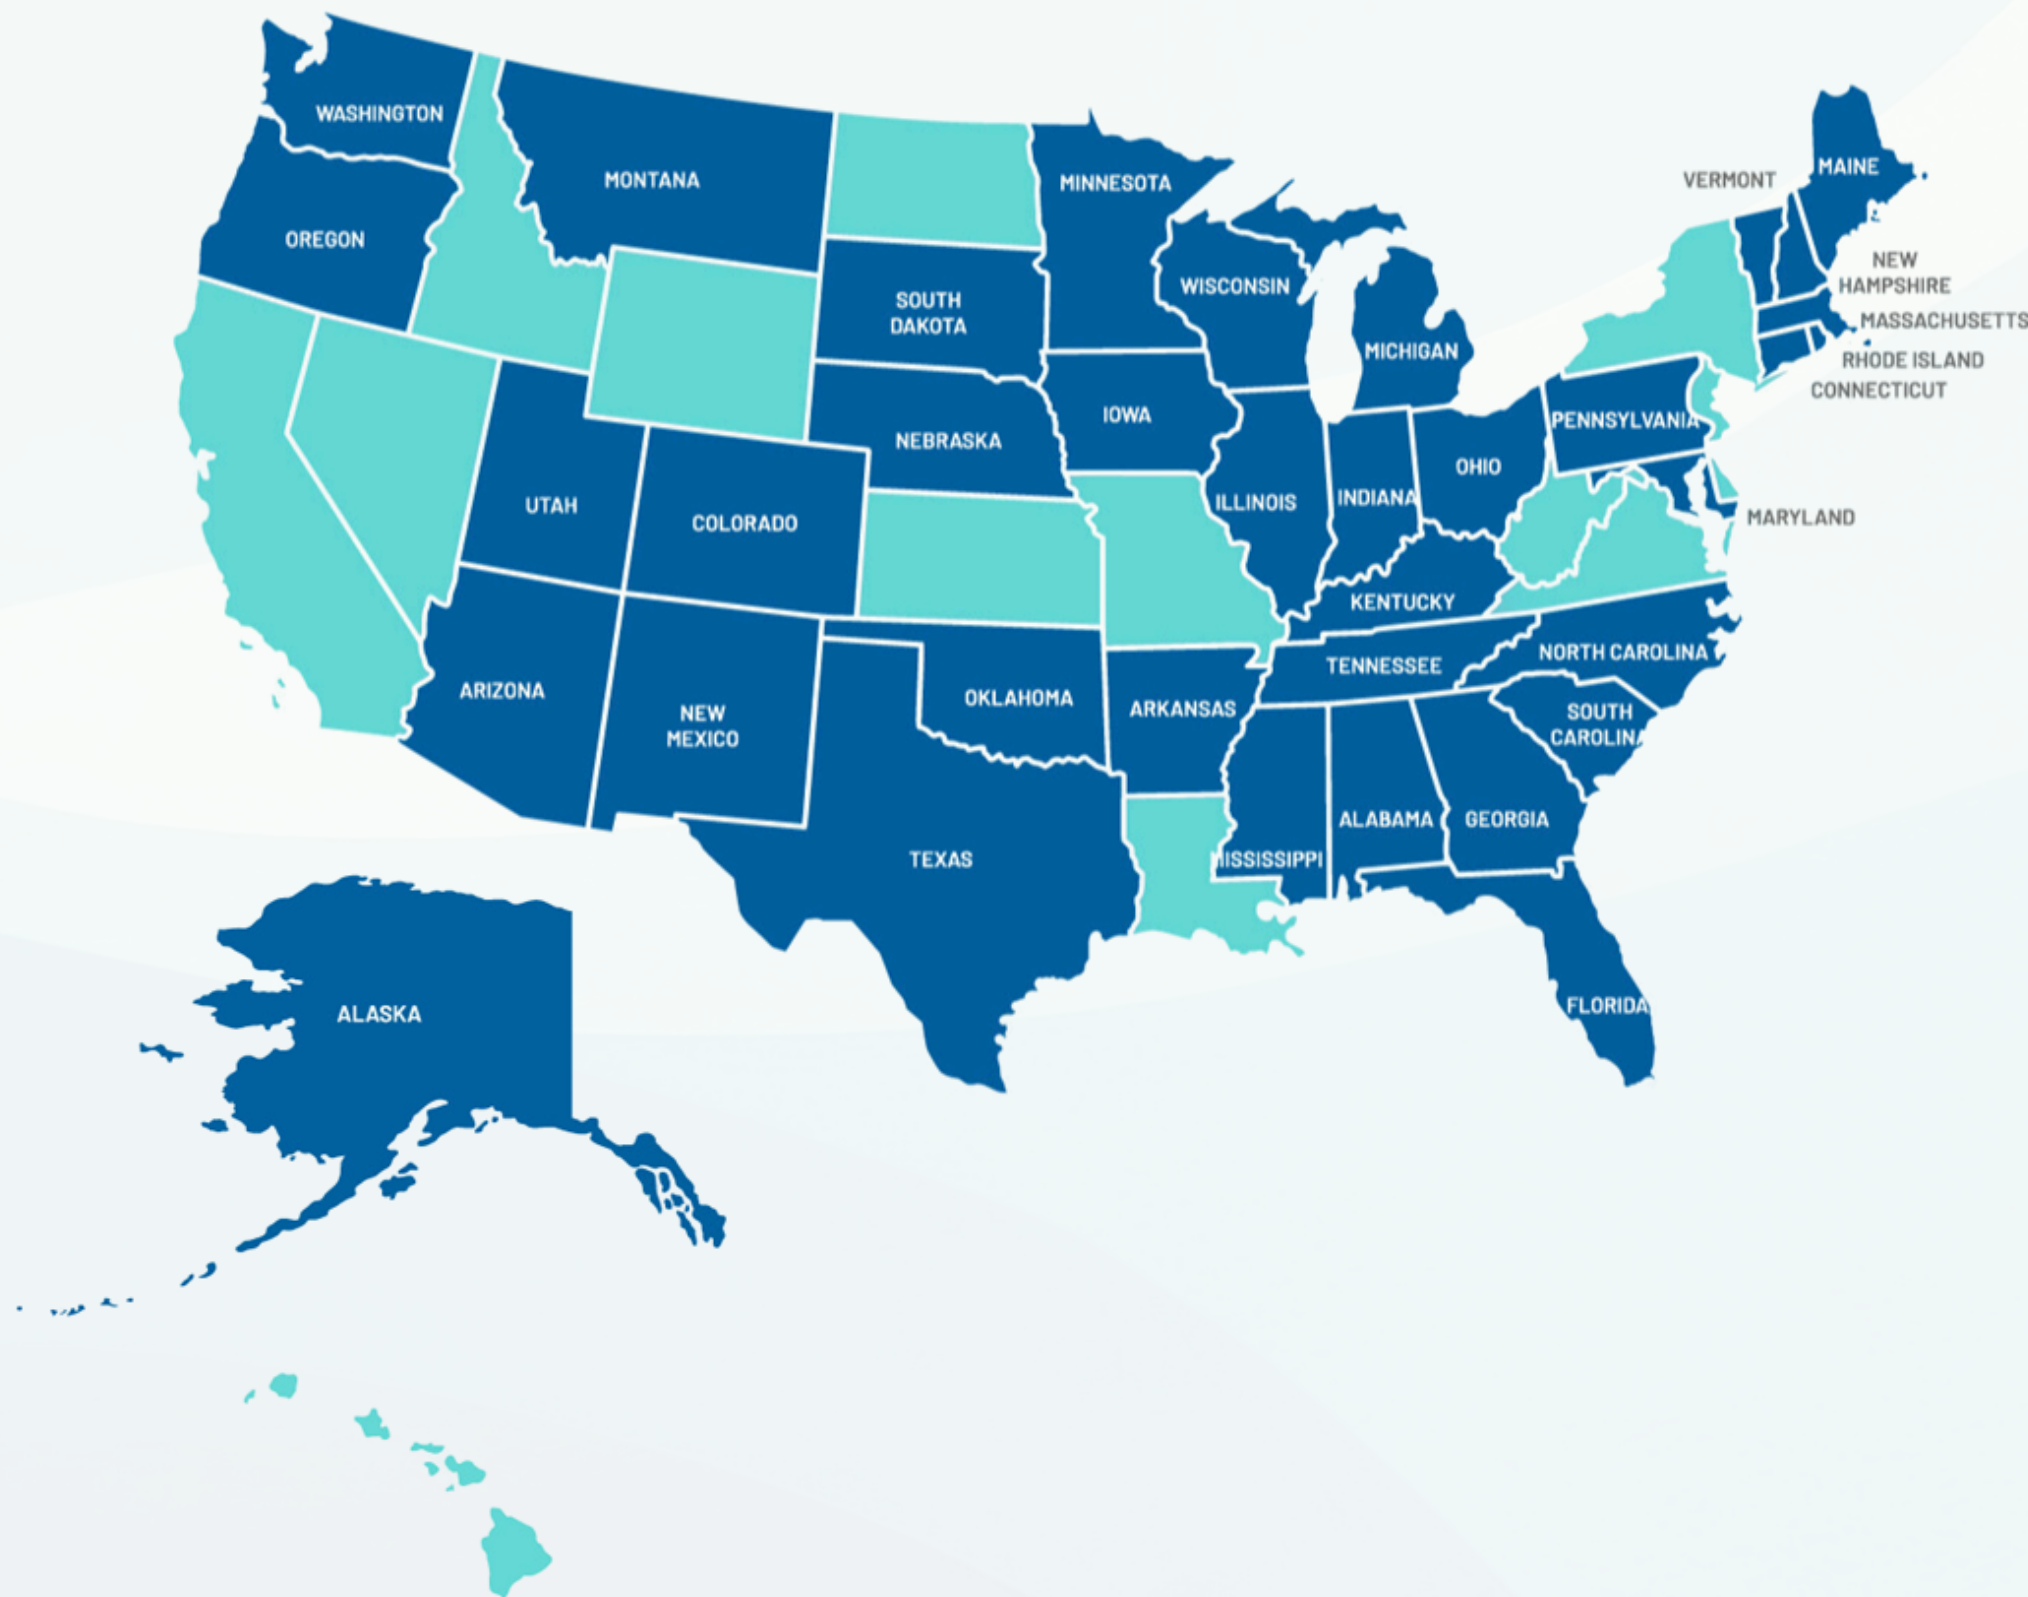 WASHINGTON
MONTANA
MINNESOTA
VERMONT
MAINE
OREGON
SOUTH
DAKOTA
WISCONSIN
MICHIGAN
NEW
HAMPSHIRE
MASSACHUSETTS
RHODE ISLAND
CONNECTICUT
IOWA
NEBRASKA
PENNSYLVANIA
OHIO
UTAH
COLORADO
ILLINOIS
INDIANA
MARYLAND
KENTUCKY
ARIZONA
NEW
MEXICO
OKLAHOMA
ARKANSAS
TENNESSEE
NORTH CAROLINA
SOUTH
CAROLINA
TEXAS
MISSISSIPPI
ALABAMA
GEORGIA
FLORIDA
ALASKA